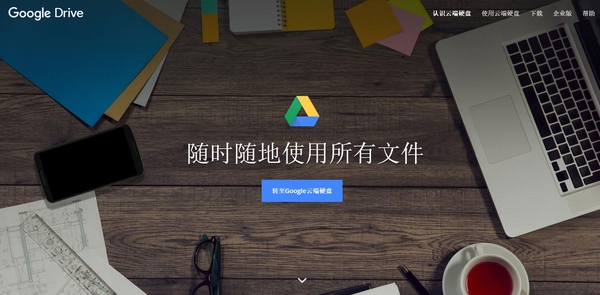 Google Drive
认识云端硬盘
使用云端硬盘
下载
企业版
帮助
随时随地使用所有文件
转至Google云端硬盘